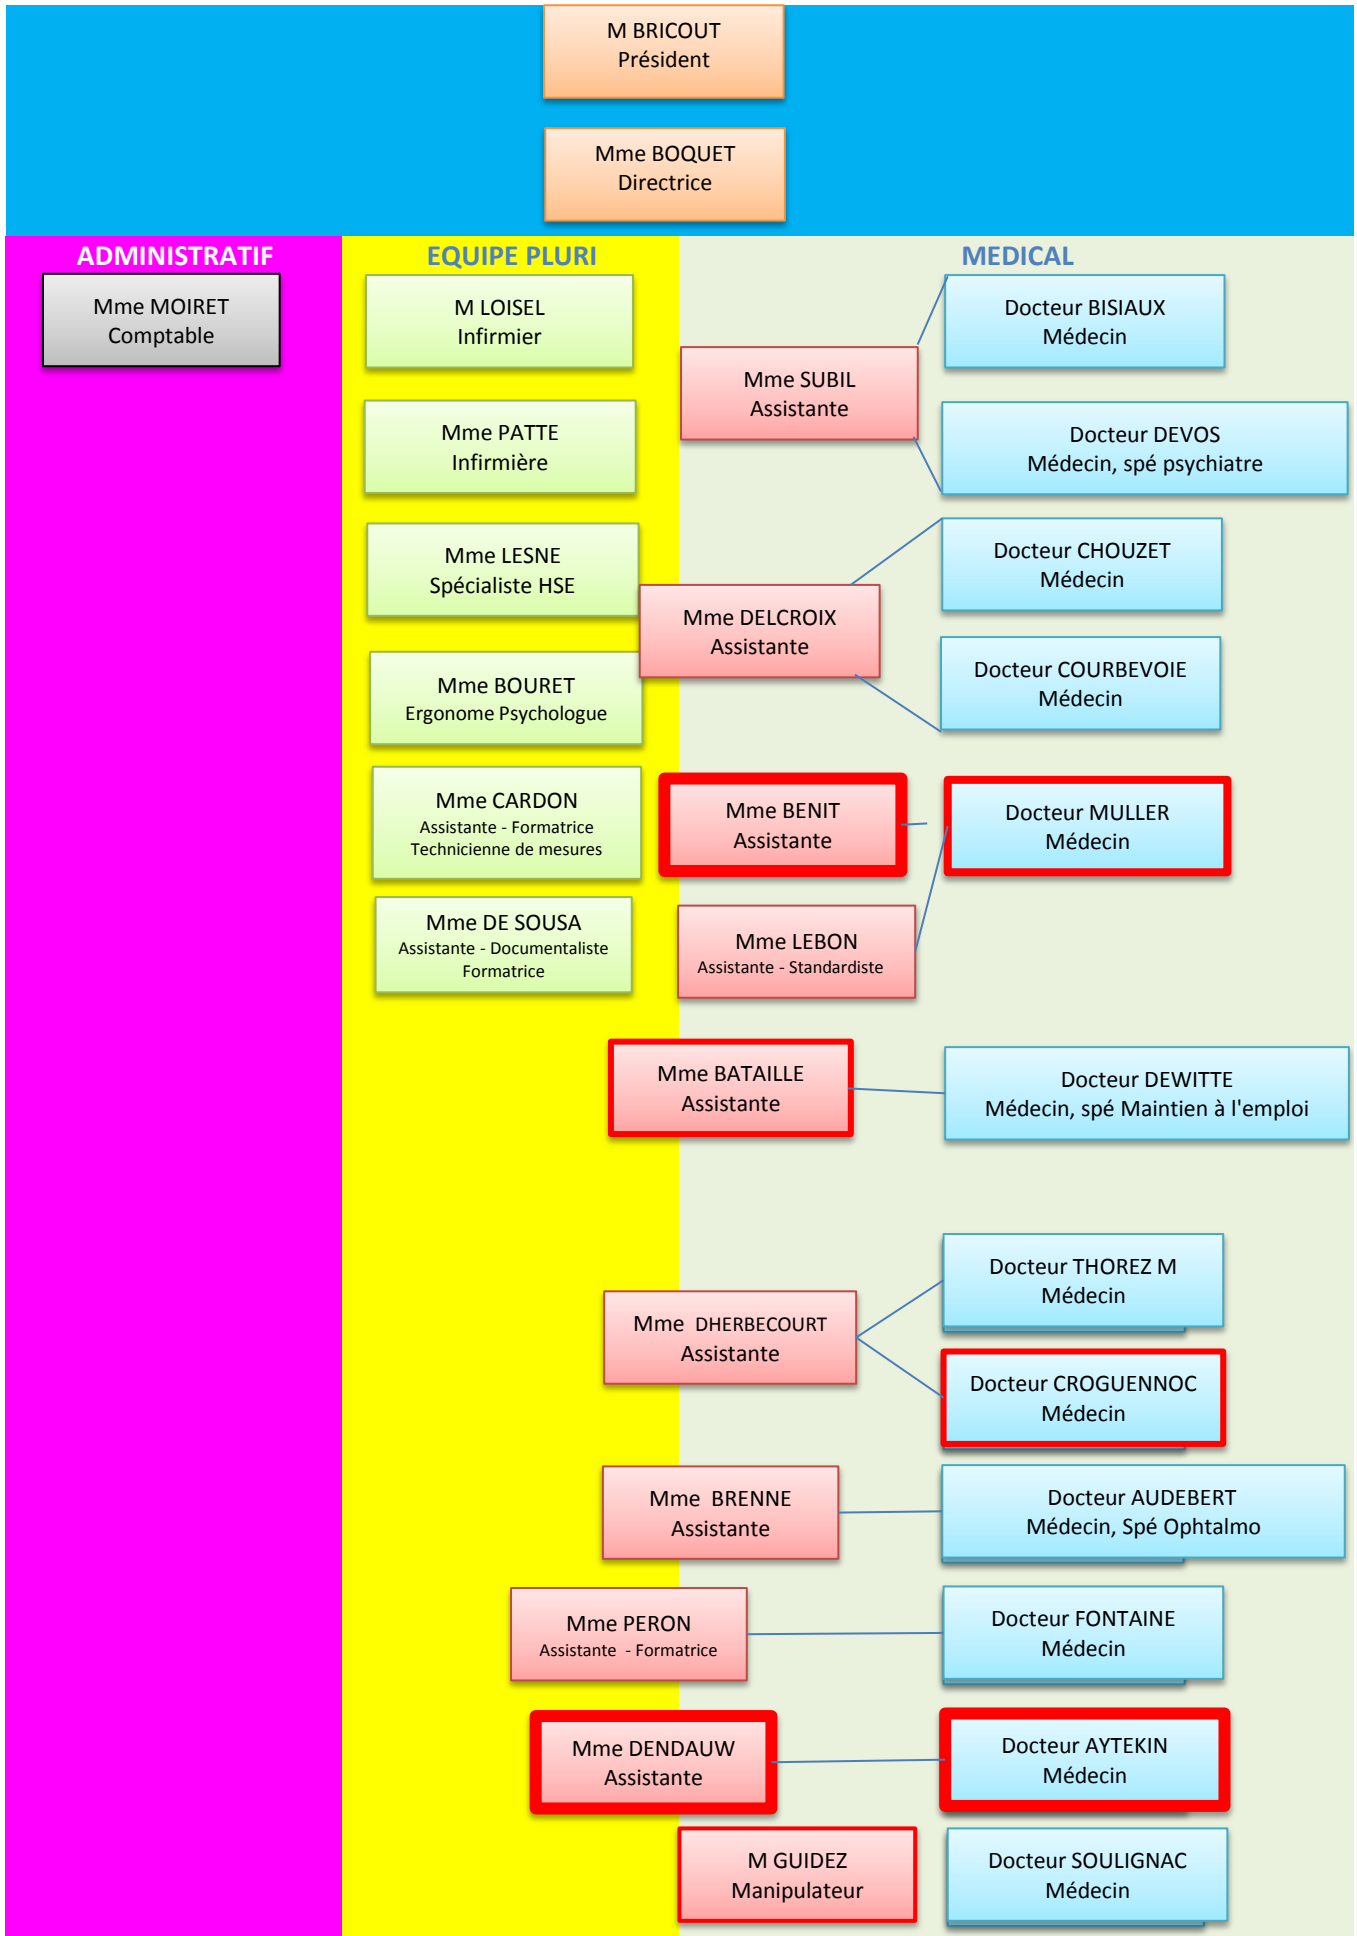 M BRICOUT
Président
Mme BOQUET
Directrice
ADMINISTRATIF
Mme MOIRET
Comptable
EQUIPE PLURI
M LOISEL
Infirmier
Mme PATTE
Infirmière
Mme LESNE
Spécialiste HSE
Mme BOURET
Ergonome Psychologue
Mme CARDON
Assistante - Formatrice
Technicienne de mesures
Mme DE SOUSA
Assistante - Documentaliste
Formatrice
MEDICAL
Mme SUBIL
Assistante
Docteur BISIAUX
Médecin
Docteur DEVOS
Médecin, spé psychiatre
Mme DELCROIX
Assistante
Docteur CHOUZET
Médecin
Docteur COURBEVOIE
Médecin
Mme BENIT
Assistante
Docteur MULLER
Médecin
Mme LEBON
Assistante - Standardiste
Mme BATAILLE
Assistante
Docteur DEWITTE
Médecin, spé Maintien à l'emploi
Mme DHERBECOURT
Assistante
Docteur THOREZ M
Médecin
Docteur CROGUENNOC
Médecin
Mme BRENNE
Assistante
Docteur AUDEBERT
Médecin, Spé Ophtalmo
Mme PERON
Assistante - Formatrice
Docteur FONTAINE
Médecin
Mme DENDAUW
Assistante
Docteur AYTEKIN
Médecin
M GUIDEZ
Manipulateur
Docteur SOULIGNAC
Médecin